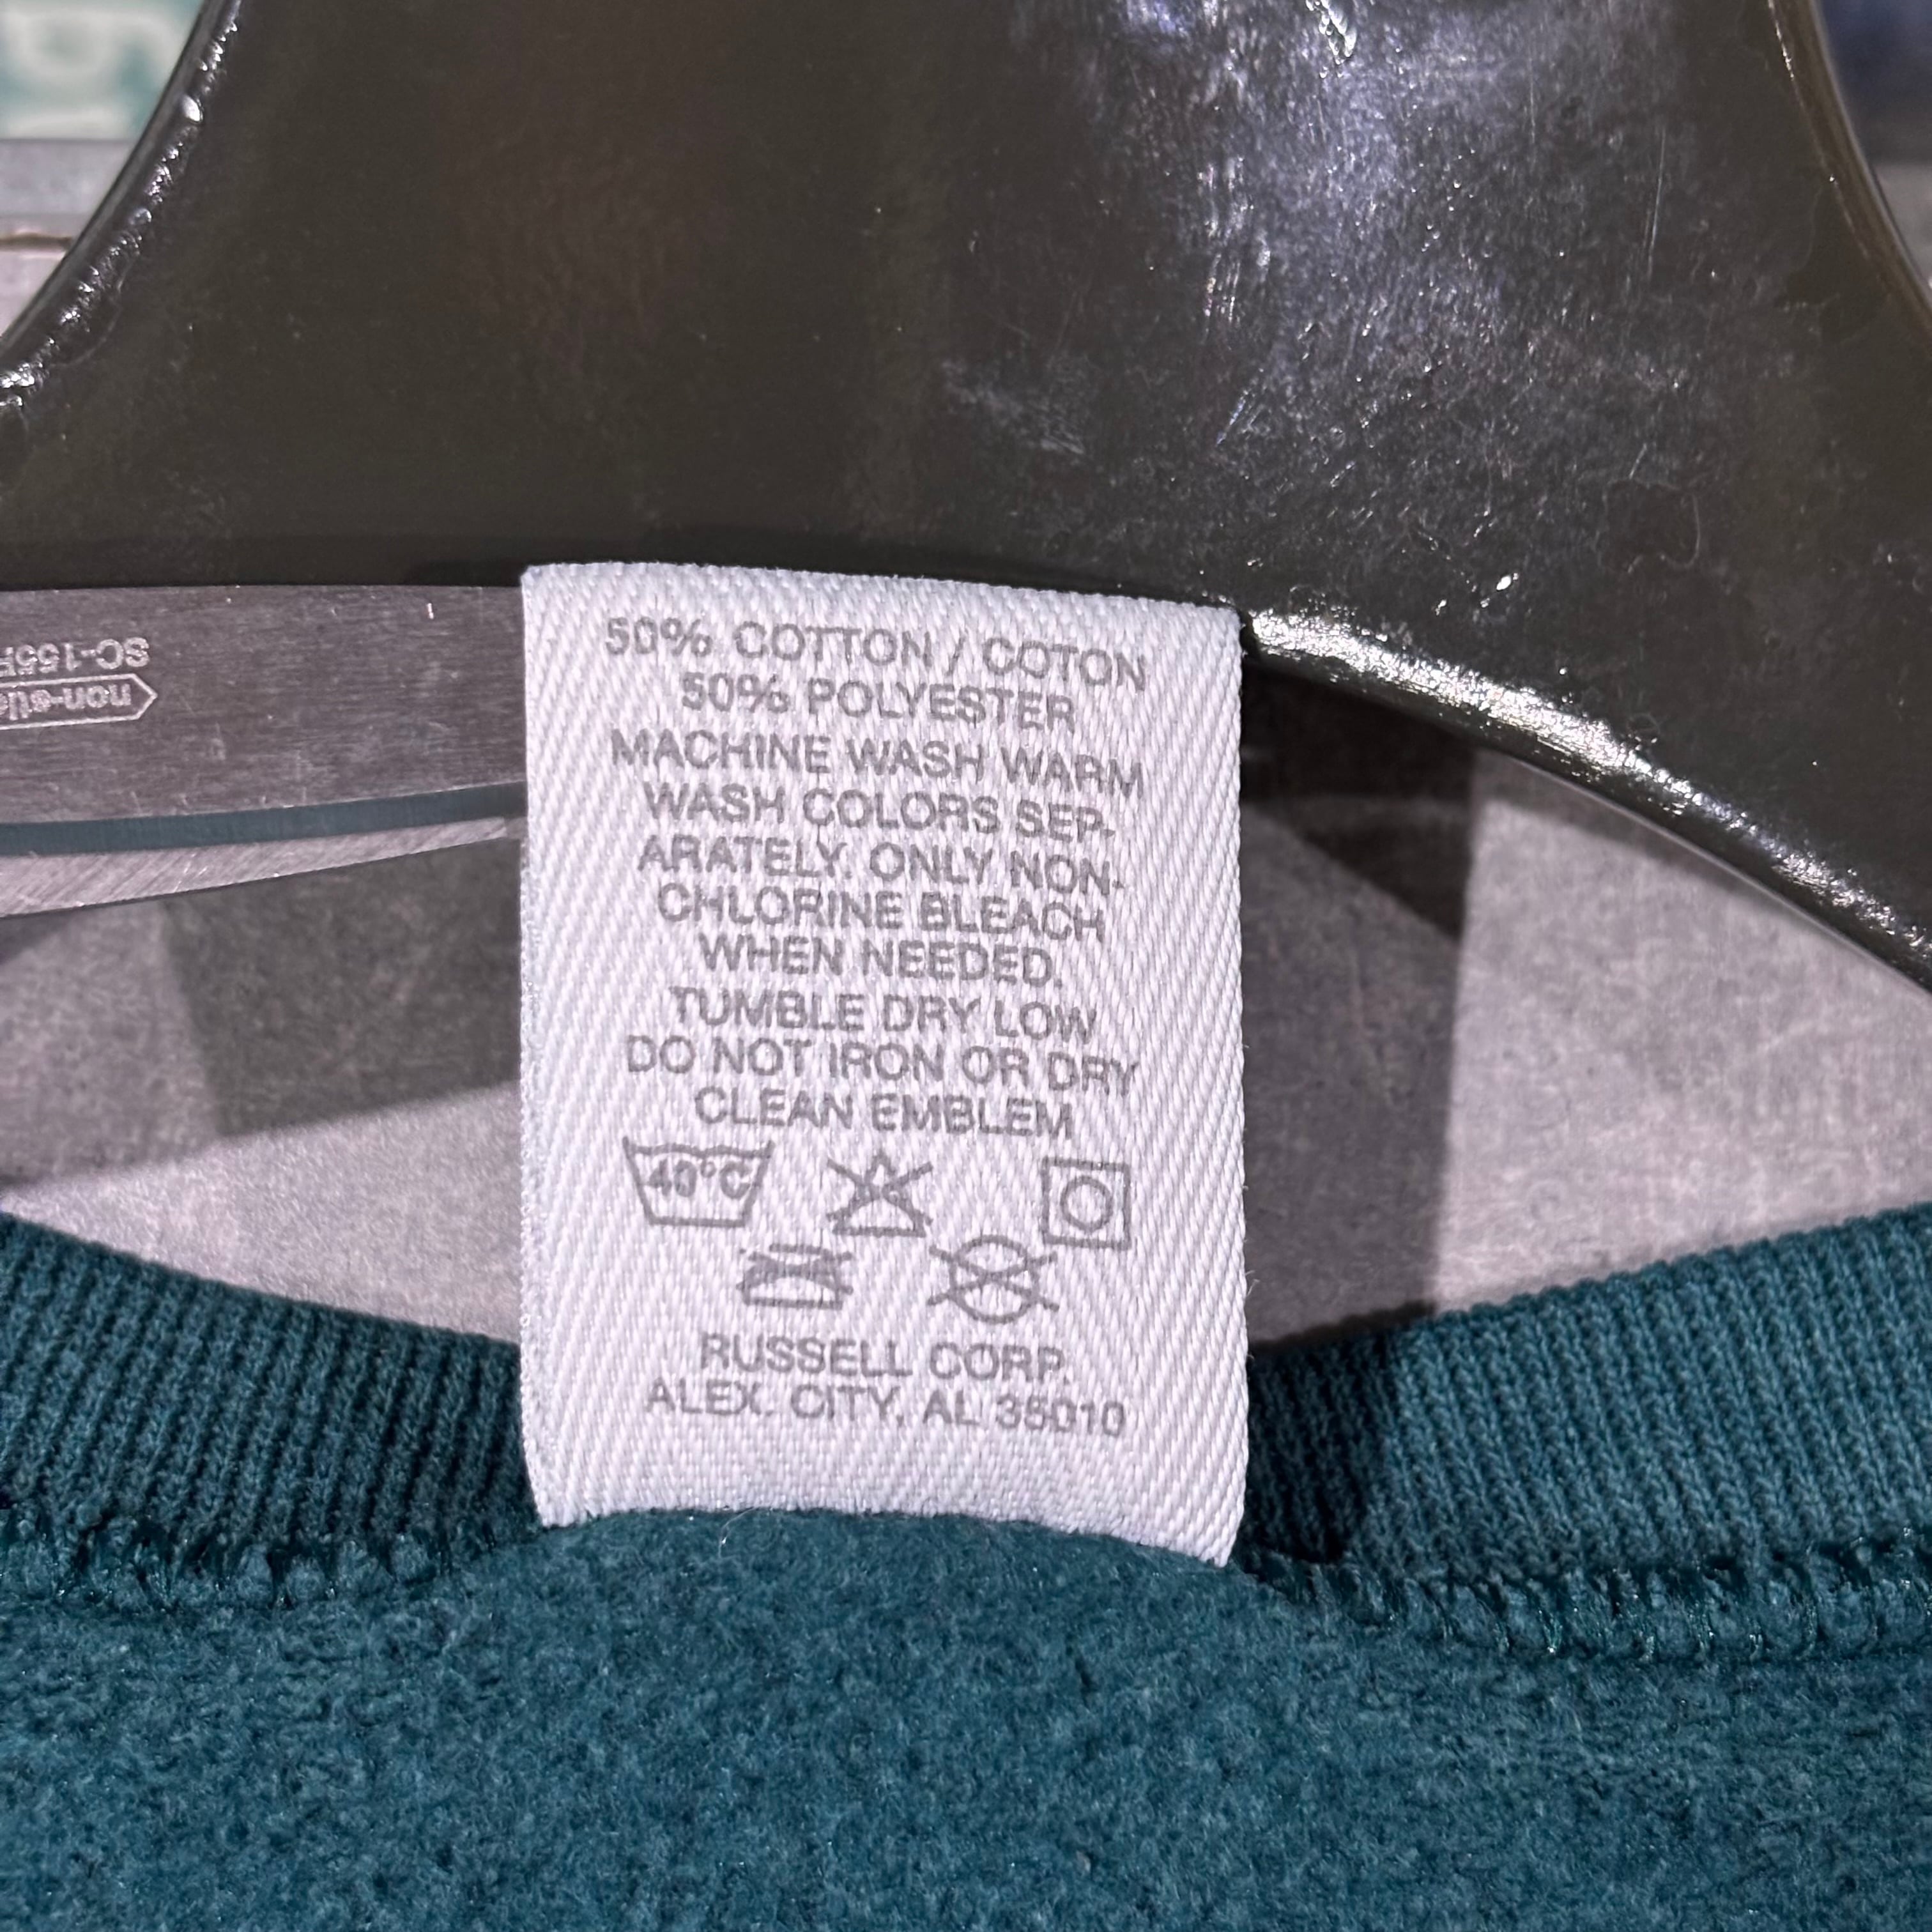 50% COTTON / COTON
50% POLYESTER
MACHINE WASH WARM
WASH COLORS SEP-
ARATELY. ONLY NON-
CHLORINE BLEACH
WHEN NEEDED.
TUMBLE DRY LOW
DO NOT IRON OR DRY
CLEAN EMBLEM
40°C
RUSSELL CORP.
ALEX. CITY, AL 35010